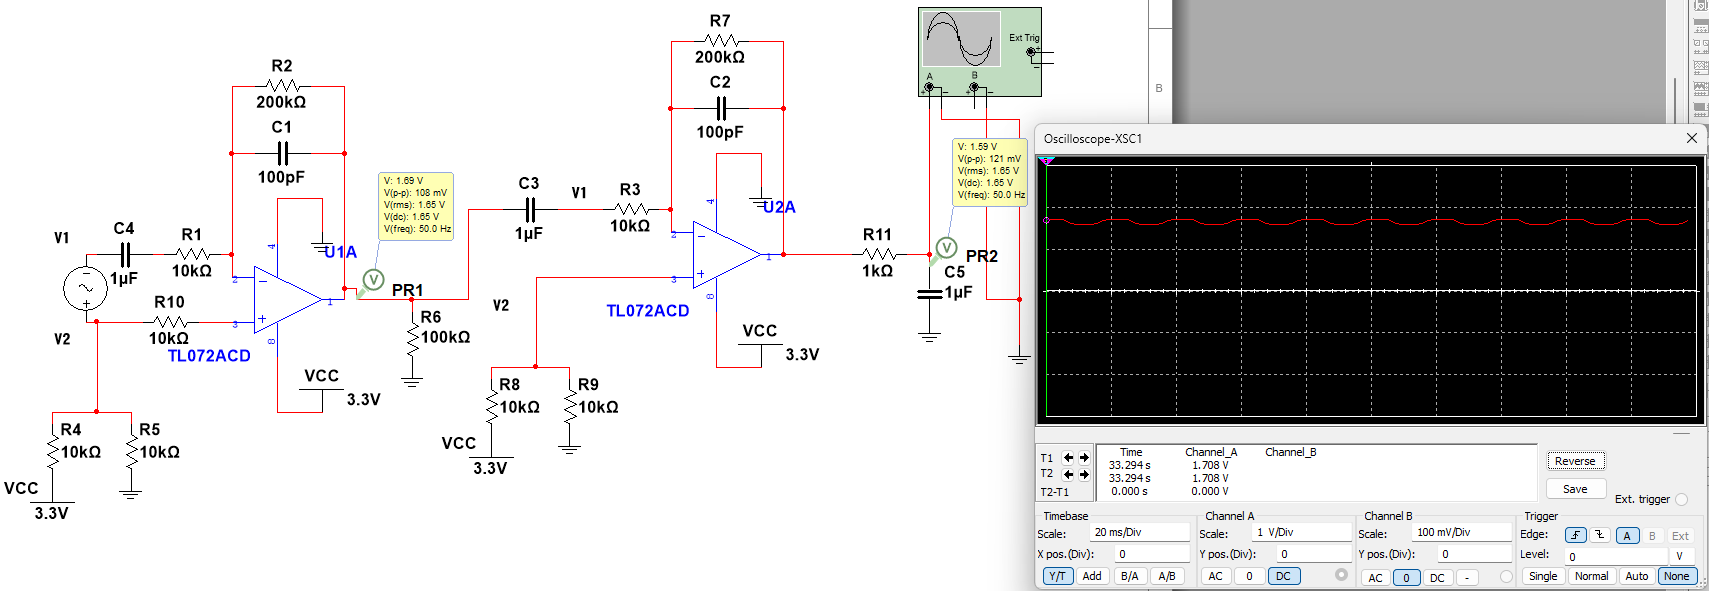 R7
200kΩ
C2
100pF
R2
200kΩ
C1
100pF
4
U1A
V1
C4
1µF
R1
10kΩ
2
3
1
8
R10
10kΩ
V2
TL072ACD
VCC
3.3V
R4
10kΩ
R5
10kΩ
VCC
3.3V
V: 1.69 V
V(p-p): 108 mV
V(rms): 1.65 V
V(dc): 1.65 V
V(freq): 50.0 Hz
V
PR1
R6
100kΩ
C3
1µF
V1
R3
10kΩ
V2
4
U2A
2
3
1
8
TL072ACD
VCC
3.3V
R8
10kΩ
R9
10kΩ
VCC
3.3V
R11
1kΩ
V: 1.59 V
V(p-p): 121 mV
V(rms): 1.65 V
V(dc): 1.65 V
V(freq): 50.0 Hz
V
PR2
C5
1µF
Ext Trig
A
B
B
Oscilloscope-XSC1
T1
T2
T2-T1
Time Channel_A Channel_B
33.294 s 1.708 V
33.294 s 1.708 V
0.000 s 0.000 V
Reverse
Save
Ext. trigger
Timebase
Scale: 20 ms/Div
X pos.(Div): 0
Y/T Add B/A A/B
Channel A
Scale: 1 V/Div
Y pos.(Div): 0
AC 0 DC
Channel B
Scale: 100 mV/Div
Y pos.(Div): 0
AC 0 DC -
Trigger
Edge: A B Ext
Level: 0 V
Single Normal Auto None